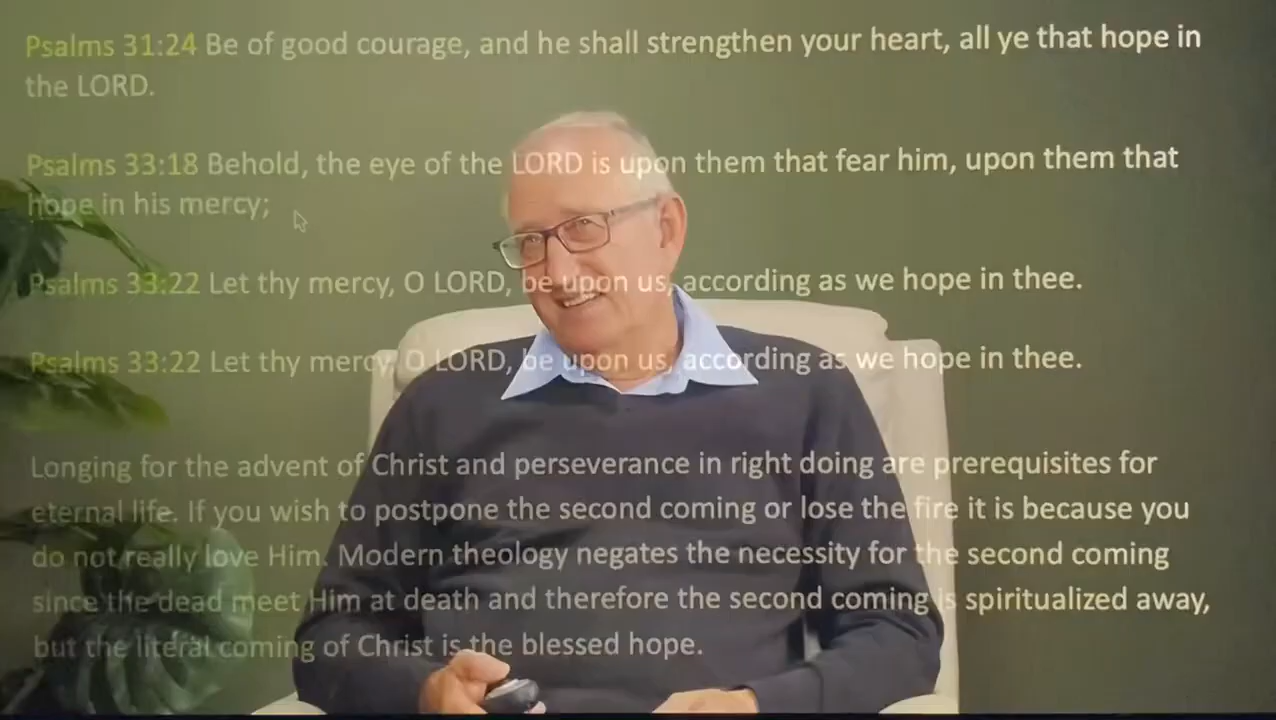 Psalms 31:24 Be of good courage, and he shall strengthen your heart, all ye that hope in
the LORD.
Psalms 33:18 Behold, the eye of the LORD is upon them that fear him, upon them that
hope in his mercy;
Psalms 33:22 Let thy mercy, O LORD, be upon us, according as we hope in thee.
Psalms 33:22 Let thy mercy, O LORD, be upon us, according as we hope in thee.
Longing for the advent of Christ and perseverance in right doing are prerequisites for
eternal life. If you wish to postpone the second coming or lose the fire it is because you
do not really love Him. Modern theology negates the necessity for the second coming
since the dead meet Him at death and therefore the second coming is spiritualized away,
but the literal coming of Christ is the blessed hope.